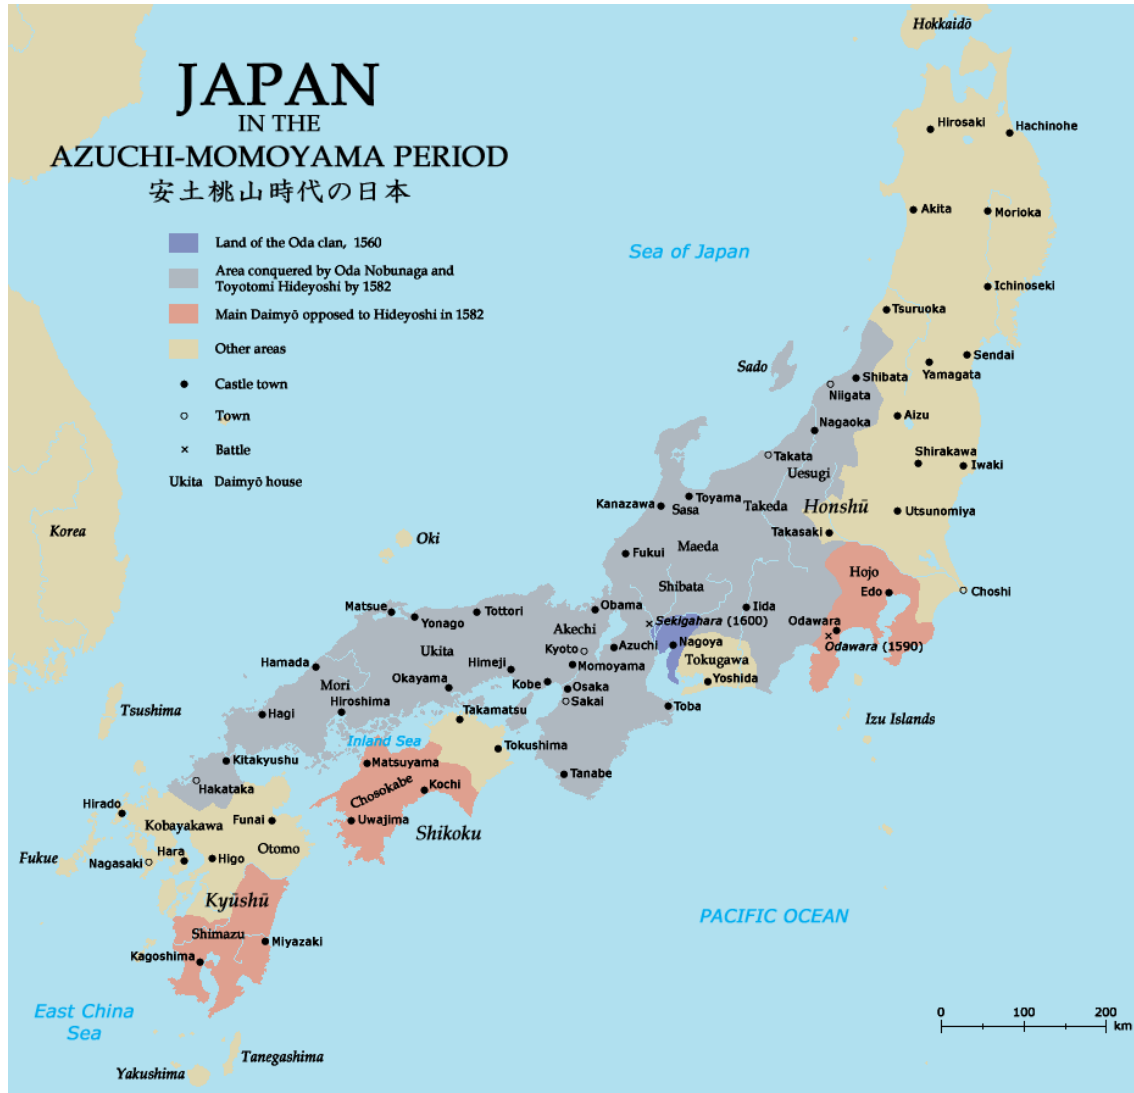 JAPAN
IN THE
AZUCHI-MOMOYAMA PERIOD
安土桃山時代の日本
Land of the Oda clan, 1560
Area conquered by Oda Nobunaga and
Toyotomi Hideyoshi by 1582
Main Daimyō opposed to Hideyoshi in 1582
Other areas
Castle town
Town
Battle
Ukita Daimyō house
Hokkaidō
Hirosaki
Hachinohe
Akita
Morioka
Sea of Japan
Ichinoseki
Tsuruoka
Sendai
Sado
Yamagata
Shibata
Niigata
Aizu
Nagaoka
Shirakawa
Takata
Iwaki
Uesugi
Toyama
Kanazawa
Sasa
Takeda
Honshū
Utsunomiya
Korea
Oki
Takasaki
Maeda
Fukui
Hojo
Shibata
Edo
Choshi
Matsue
Yonago
Tottori
Obama
Iida
Sekigahara (1600)
Odawara
Akechi
Azuchi
Nagoya
Odawara (1590)
Ukita
Kyoto
Tokugawa
Hamada
Himeji
Momoyama
Mori
Okayama
Kobe
Osaka
Yoshida
Sakai
Hiroshima
Toba
Tsushima
Hagi
Takamatsu
Izu Islands
Inland Sea
Tokushima
Kitakyushu
Matsuyama
Tanabe
Hakataka
Chosokabe
Kochi
Hirado
Kobayakawa
Funai
Uwajima
Shikoku
Fukue
Nagasaki
Hara
Higo
Otomo
Kyūshū
PACIFIC OCEAN
Shimazu
Miyazaki
Kagoshima
East China
Sea
0 100 200
km
Tanegashima
Yakushima